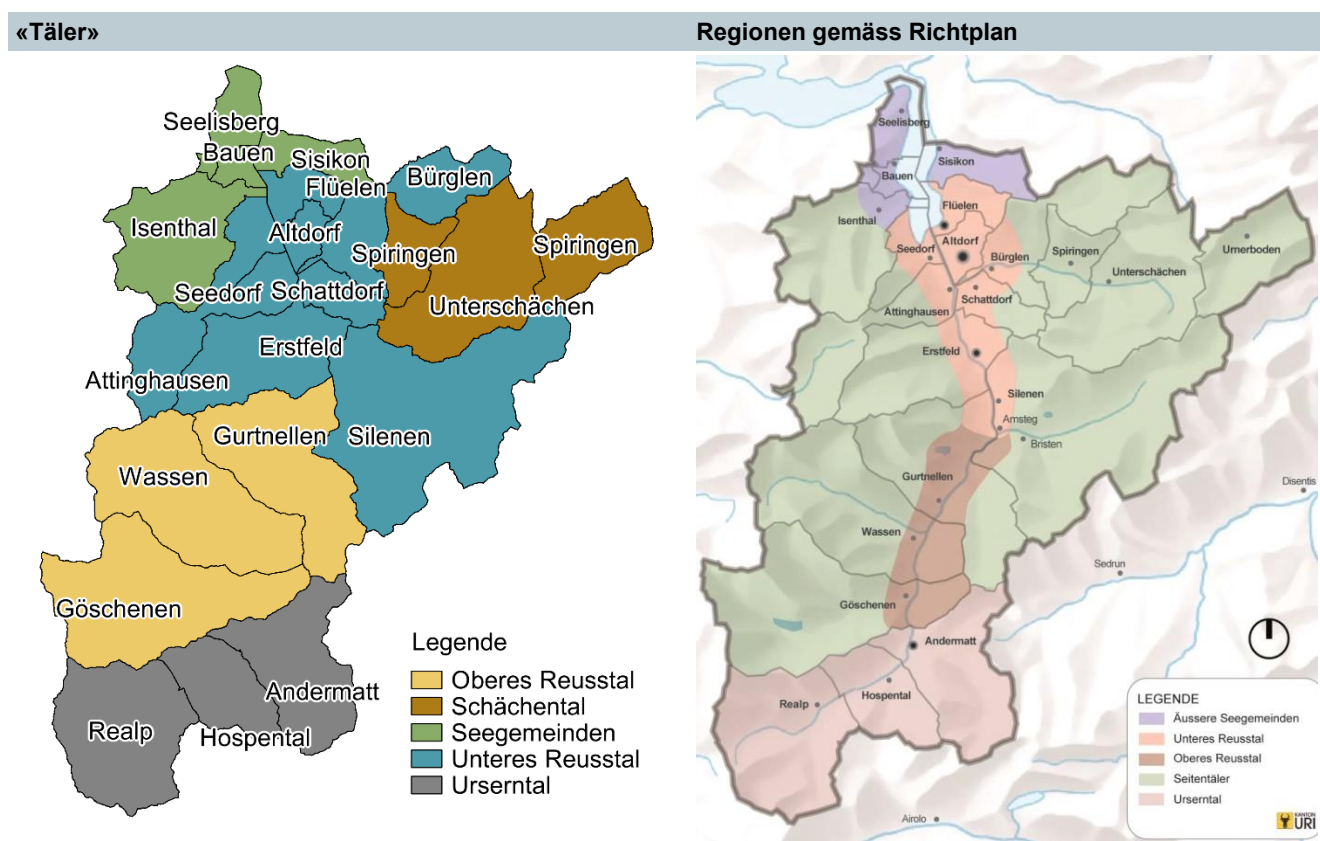 «Täler»
Regionen gemäss Richtplan
Seelisberg
Bauen
Sisikon
Flüelen
Bürglen
Isenthal
Altdorf
Spiringen
Spiringen
Seedorf
Schattdorf
Unterschächen
Erstfeld
Attinghausen
Gurtnellen
Silenen
Wassen
Göschenen
Andermatt
Realp
Hospental
Legende
Oberes Reusstal
Schächental
Seegemeinden
Unteres Reusstal
Urserntal
Seelisberg
Sisikon
Bauen
Isenthal
Flüelen
Altdorf
Seedorf
Bürglen
Spiringen
Urnerboden
Unterschächen
Schattdorf
Attinghausen
Erstfeld
Silenen
Amsteg
Bristen
Gurtnellen
Disentis
Wassen
Sedrun
Göschenen
Andermatt
Hospental
Realp
Airolo
LEGENDE
Äussere Seegemeinden
Unteres Reusstal
Oberes Reusstal
Seitentäler
Urserntal
KANTON
URI